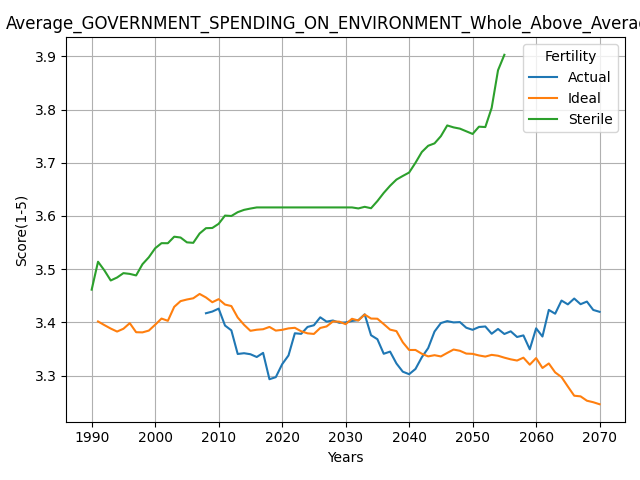 Average_GOVERNMENT_SPENDING_ON_ENVIRONMENT_Whole_Above_Avera
Fertility
Actual
Ideal
Sterile
Score(1-5)
3.9
3.8
3.7
3.6
3.5
3.4
3.3
1990 2000 2010 2020 2030 2040 2050 2060 2070
Years